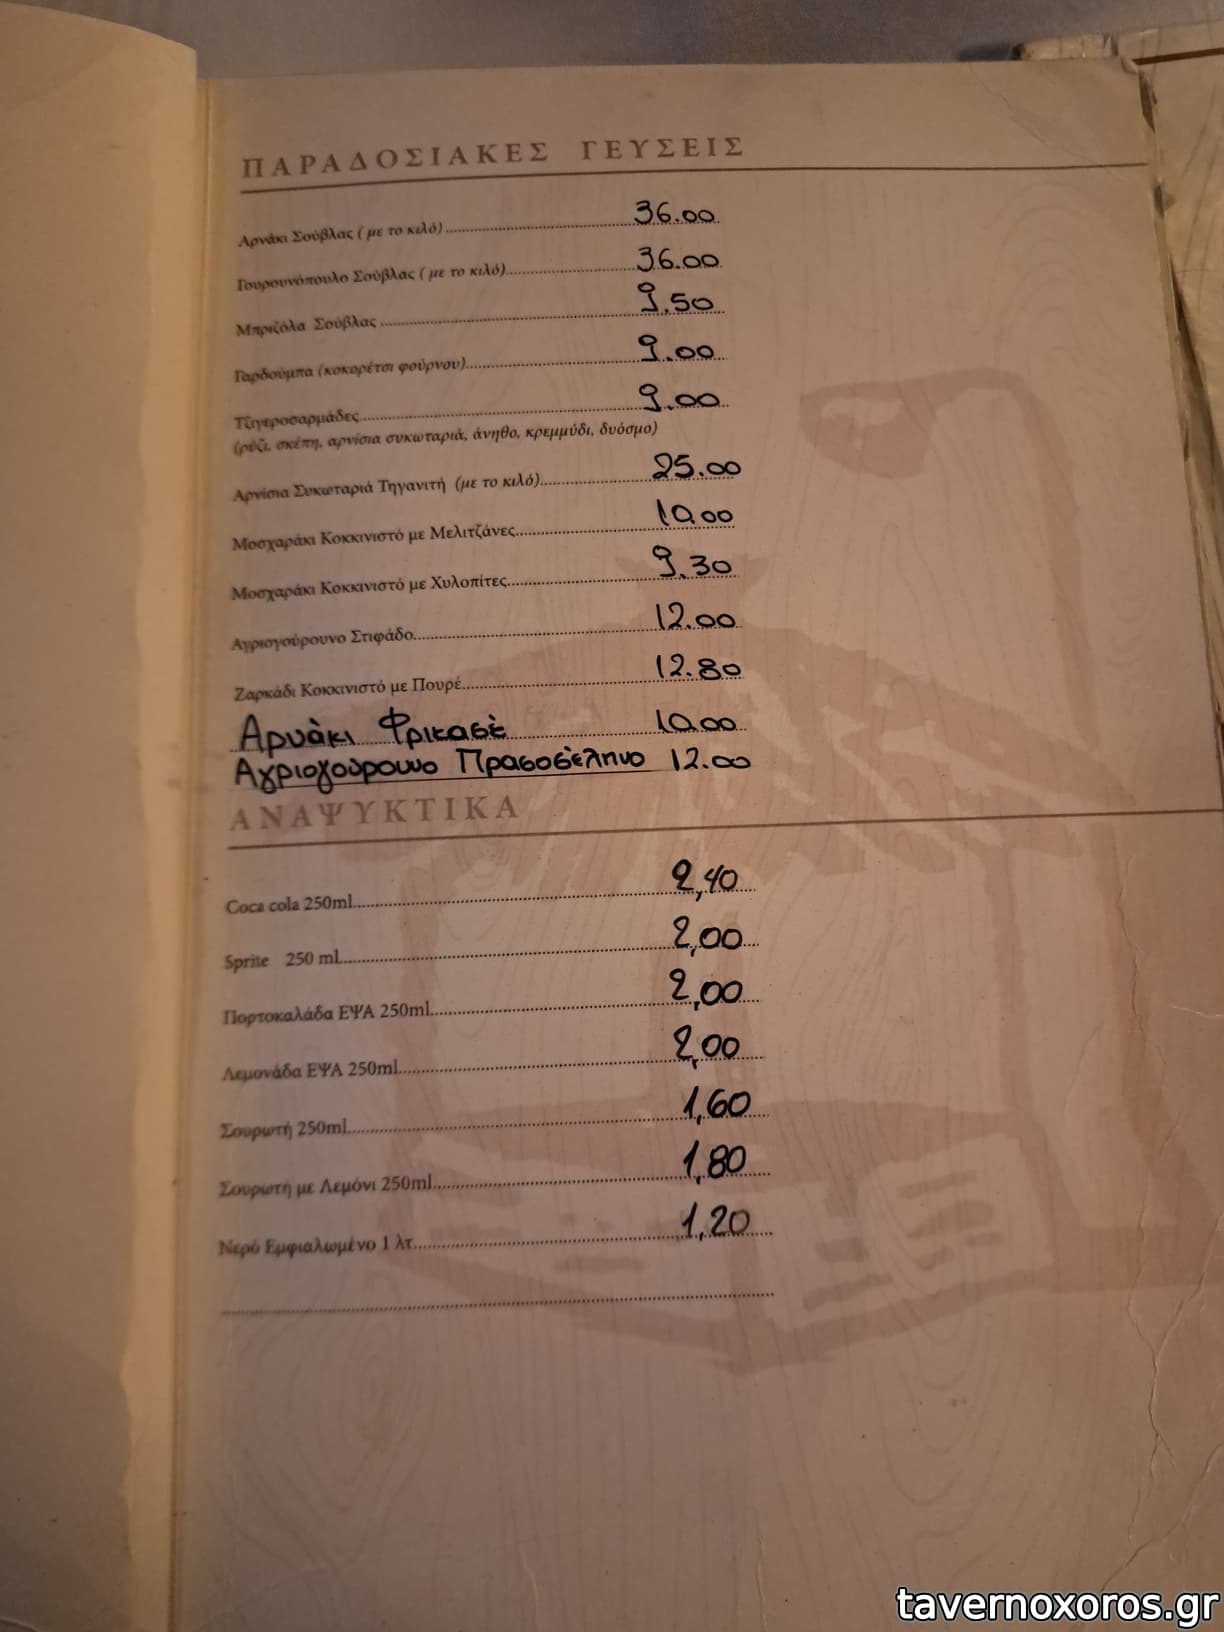 ΠΑΡΑΔΟΣΙΑΚΕΣ ΓΕΥΣΕΙΣ
Αρνάκι Σούβλας ( με το κιλό) 36.00
Γουρουνόπουλο Σούβλας ( με το κιλό) 36.00
Μπριζόλα Σούβλας 9.50
Γαρδούμπα (κοκορέτσι φούρνου) 9.00
Τζιγεροσαρμάδες 9.00
(ρύζι, σκέπη, αρνίσια συκωταριά, άνηθο, κρεμμύδι, δυόσμο)
Αρνίσια Συκωταριά Τηγανιτή (με το κιλό) 25.00
Μοσχαράκι Κοκκινιστό με Μελιτζάνες 10.00
Μοσχαράκι Κοκκινιστό με Χυλοπίτες 9.30
Αγριογούρουνο Στιφάδο 12.00
Ζαρκάδι Κοκκινιστό με Πουρέ 12.80
Αρνάκι Φρικασέ 10.00
Αγριογούρουνο Πρασοσέληνο 12.00
ΑΝΑΨΥΚΤΙΚΑ
Coca cola 250ml 2,40
Sprite 250 ml 2,00
Πορτοκαλάδα ΕΨΑ 250ml 2,00
Λεμονάδα ΕΨΑ 250ml 2,00
Σουρωτή 250ml 1,60
Σουρωτή με Λεμόνι 250ml 1,80
Νερό Εμφιαλωμένο 1 λτ 1,20
tavernoxoros.gr